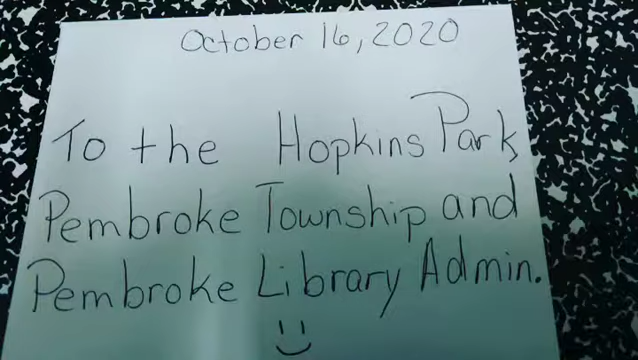 October 16, 2020
To the Hopkins Park
Pembroke Township and
Pembroke Library Admin.